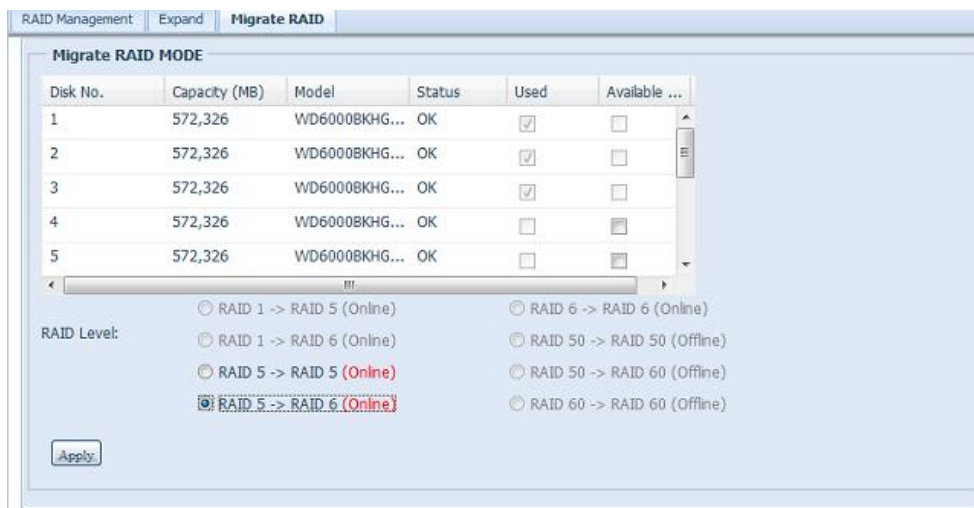 RAID Management Expand Migrate RAID
Migrate RAID MODE
Disk No. Capacity (MB) Model Status Used Available ...
1 572,326 WD6000BKHG... OK
2 572,326 WD6000BKHG... OK
3 572,326 WD6000BKHG... OK
4 572,326 WD6000BKHG... OK
5 572,326 WD6000BKHG... OK
RAID Level:
RAID 1 -> RAID 5 (Online) RAID 6 -> RAID 6 (Online)
RAID 1 -> RAID 6 (Online) RAID 50 -> RAID 50 (Offline)
RAID 5 -> RAID 5 (Online) RAID 50 -> RAID 60 (Offline)
RAID 5 -> RAID 6 (Online) RAID 60 -> RAID 60 (Offline)
Apply